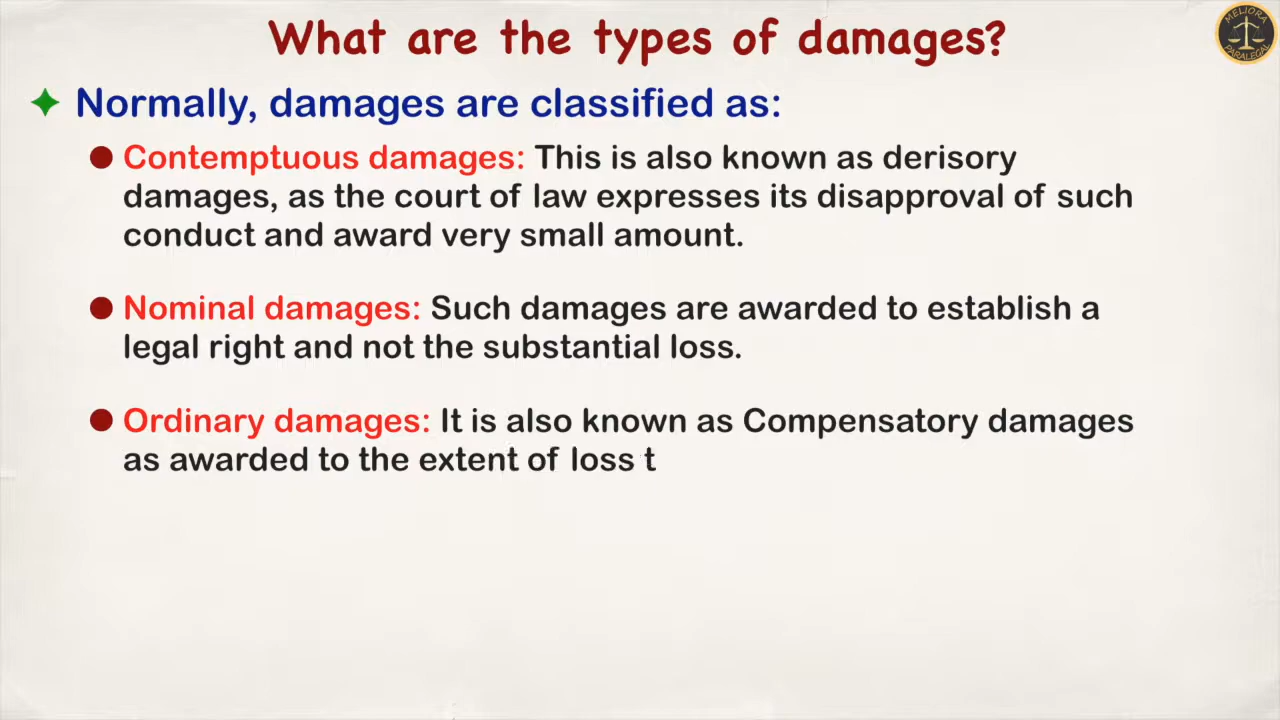 What are the types of damages?
MELIORA
PARALEGAL
Normally, damages are classified as:
Contemptuous damages: This is also known as derisory
damages, as the court of law expresses its disapproval of such
conduct and award very small amount.
Nominal damages: Such damages are awarded to establish a
legal right and not the substantial loss.
Ordinary damages: It is also known as Compensatory damages
as awarded to the extent of loss t